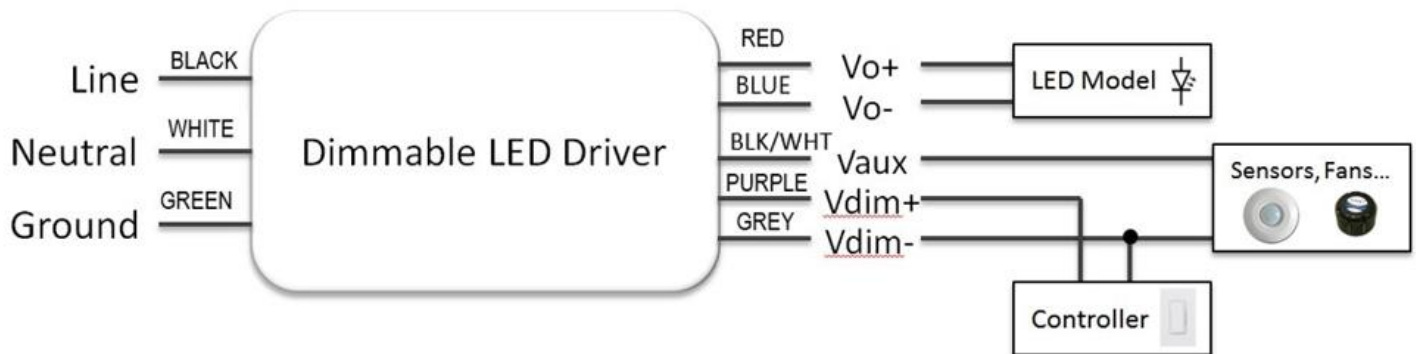 Line
BLACK
Neutral
WHITE
Ground
GREEN
Dimmable LED Driver
RED
Vo+
BLUE
Vo-
BLK/WHT
Vaux
PURPLE
Vdim+
GREY
Vdim-
LED Model
Sensors, Fans...
Controller